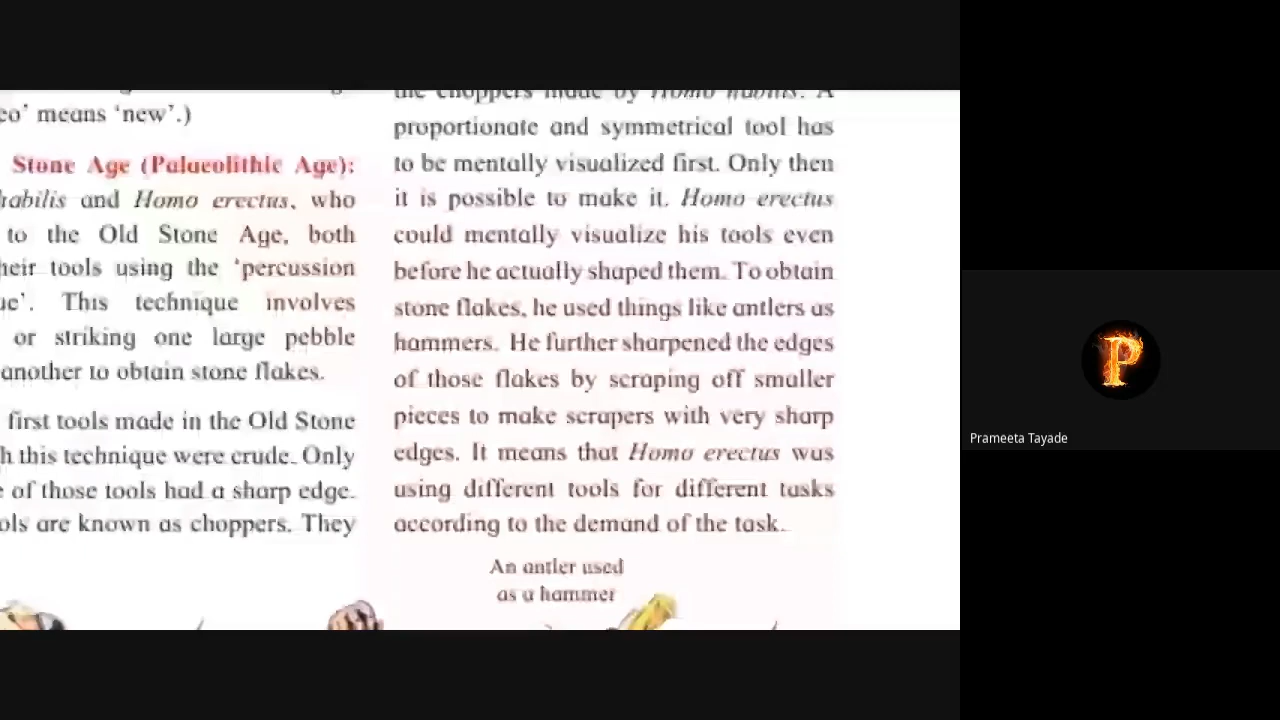 eo' means 'new'.)
Stone Age (Palaeolithic Age):
habilis and Homo erectus, who
to the Old Stone Age, both
heir tools using the 'percussion
ue'. This technique involves
or striking one large pebble
another to obtain stone flakes.
first tools made in the Old Stone
h this technique were crude. Only
e of those tools had a sharp edge.
ols are known as choppers. They
the choppers made by Homo habilis. A
proportionate and symmetrical tool has
to be mentally visualized first. Only then
it is possible to make it. Homo erectus
could mentally visualize his tools even
before he actually shaped them. To obtain
stone flakes, he used things like antlers as
hammers. He further sharpened the edges
of those flakes by scraping off smaller
pieces to make scrapers with very sharp
edges. It means that Homo erectus was
using different tools for different tasks
according to the demand of the task.
An antler used
as a hammer
P
Prameeta Tayade